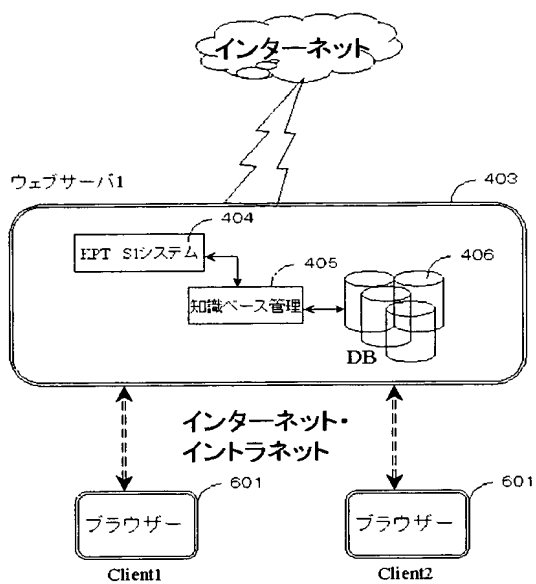 インターネット
ウェブサーバ1
403
404
EPT S1システム
405
知識ベース管理
406
DB
インターネット・
イントラネット
601
ブラウザー
Client1
601
ブラウザー
Client2